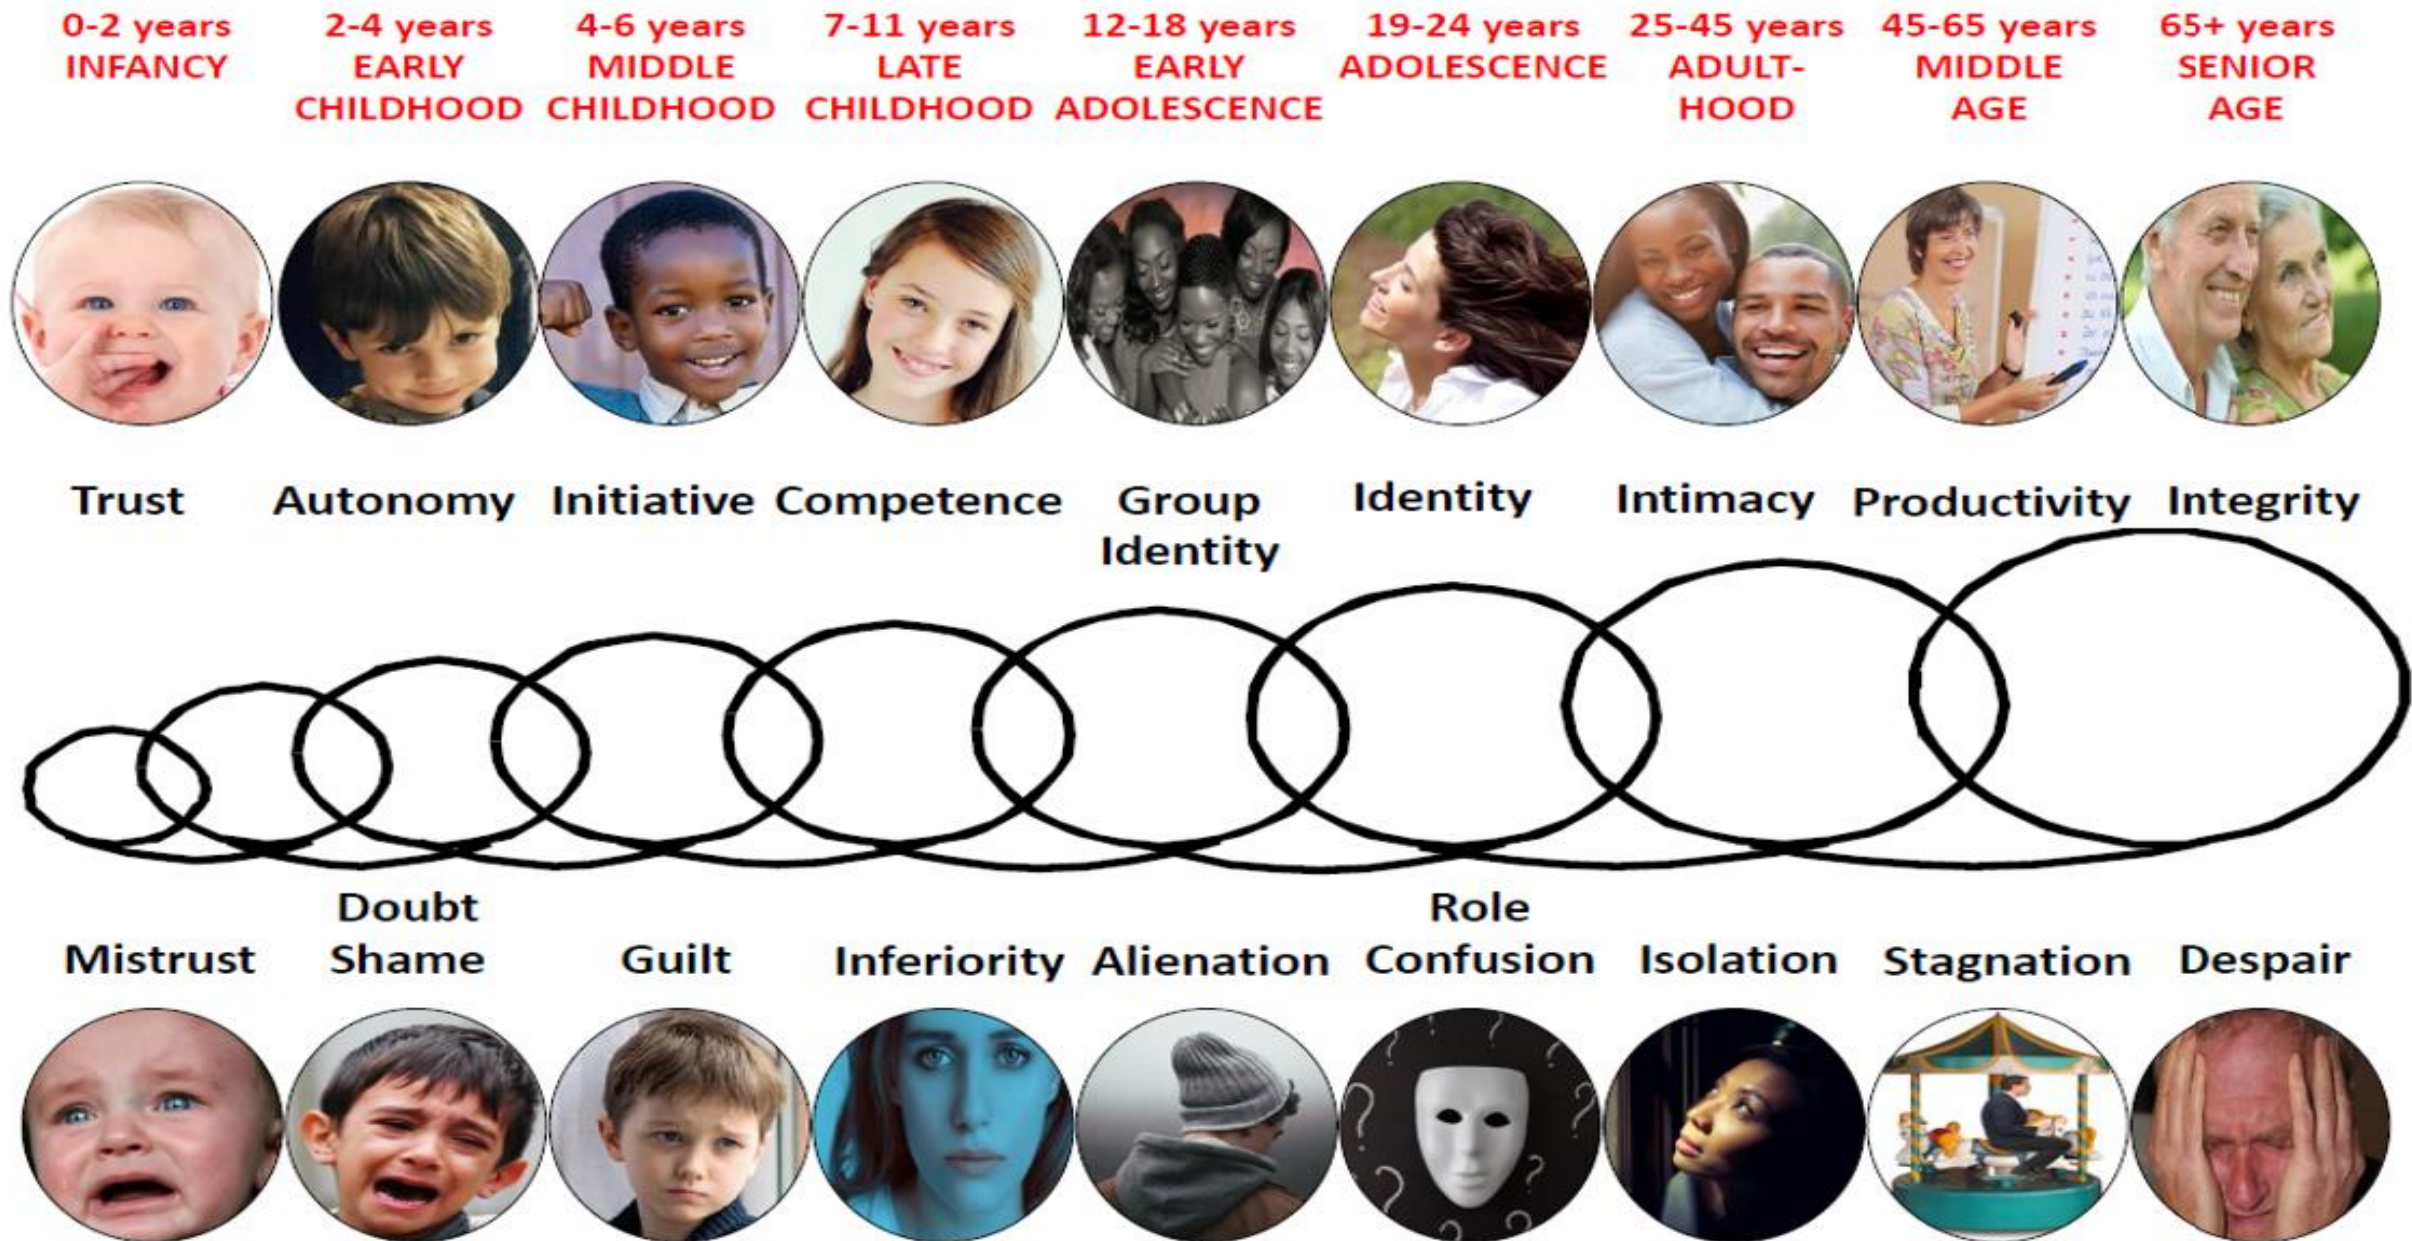 0-2 years
INFANCY
2-4 years
EARLY
CHILDHOOD
4-6 years
MIDDLE
CHILDHOOD
7-11 years
LATE
CHILDHOOD
12-18 years
EARLY
ADOLESCENCE
19-24 years
ADOLESCENCE
25-45 years
ADULT-
HOOD
45-65 years
MIDDLE
AGE
65+ years
SENIOR
AGE
Trust
Autonomy
Initiative
Competence
Group
Identity
Identity
Intimacy
Productivity
Integrity
Mistrust
Doubt
Shame
Guilt
Inferiority
Alienation
Role
Confusion
Isolation
Stagnation
Despair